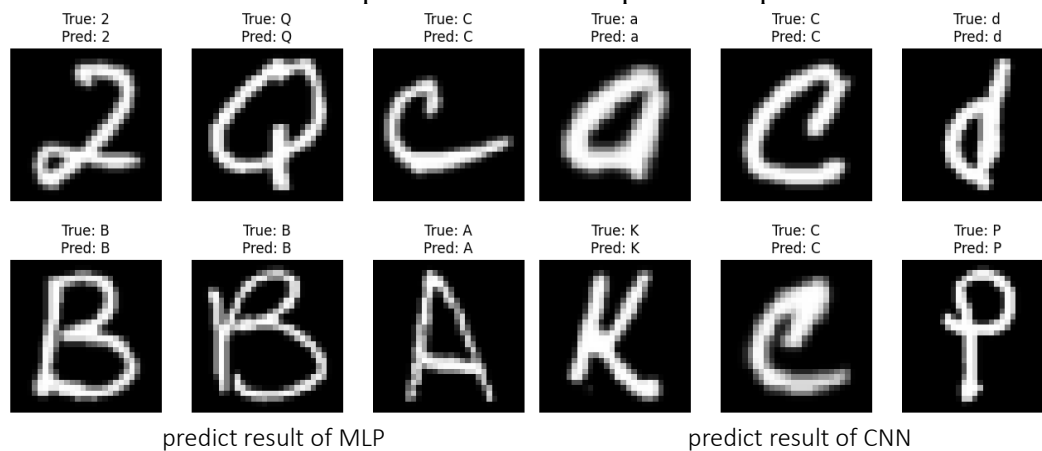 True: 2 True: Q True: C True: a True: C True: d
Pred: 2 Pred: Q Pred: C Pred: a Pred: C Pred: d
2 Q C a C d
True: B True: B True: A True: K True: C True: P
Pred: B Pred: B Pred: A Pred: K Pred: C Pred: P
B B A K C P
predict result of MLP predict result of CNN